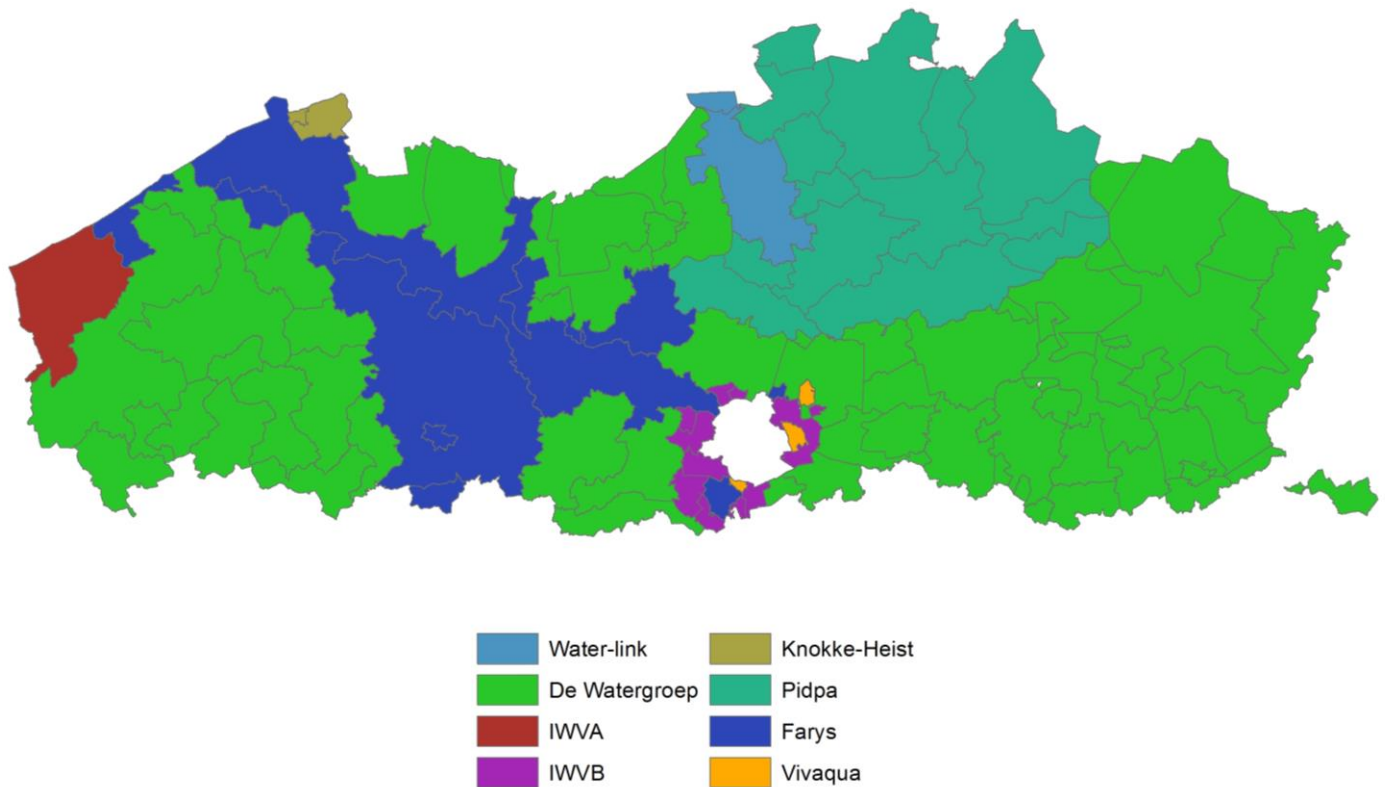 Water-link
Knokke-Heist
De Watergroep
Pidpa
IWVA
Farys
IWVB
Vivaqua